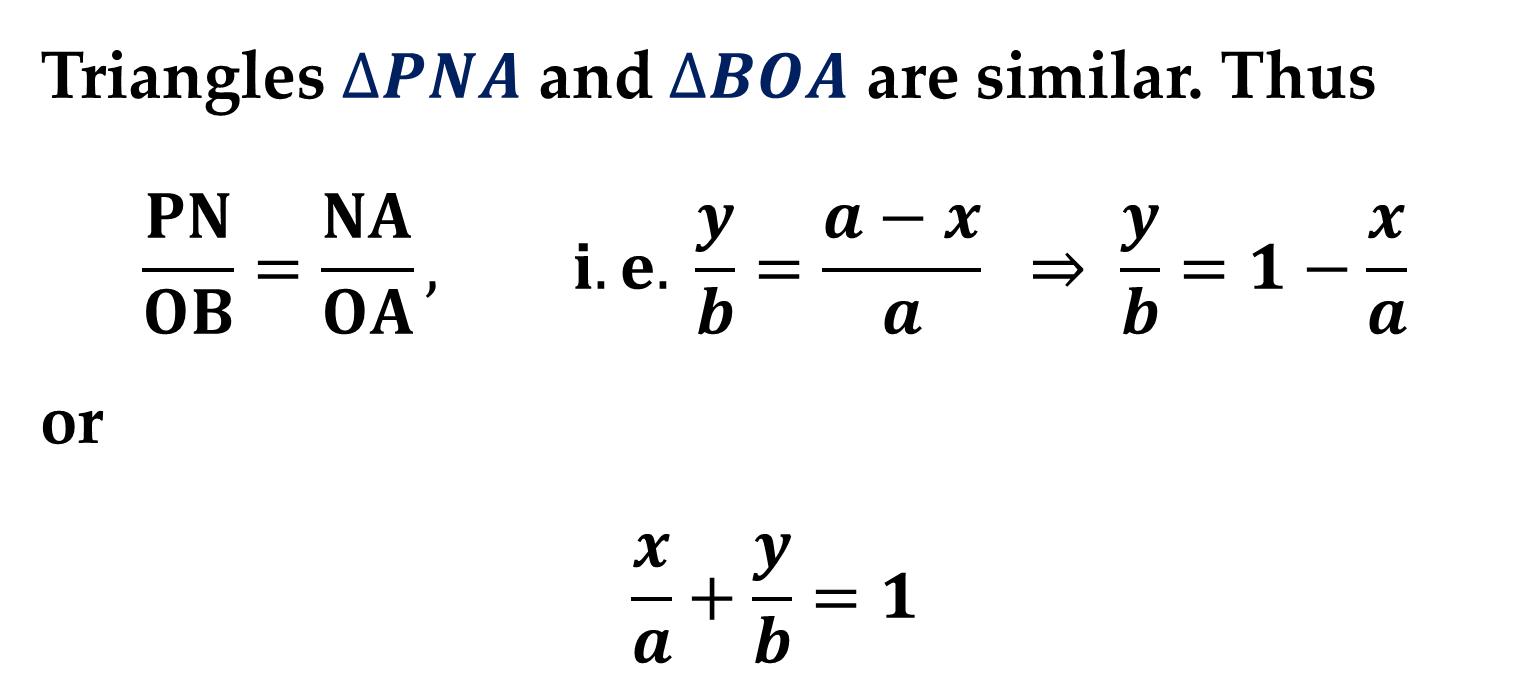 Triangles ΔPNA and ΔBOA are similar. Thus
PN/OB = NA/OA, i.e. y/b = (a − x)/a ⇒ y/b = 1 − x/a
or
x/a + y/b = 1